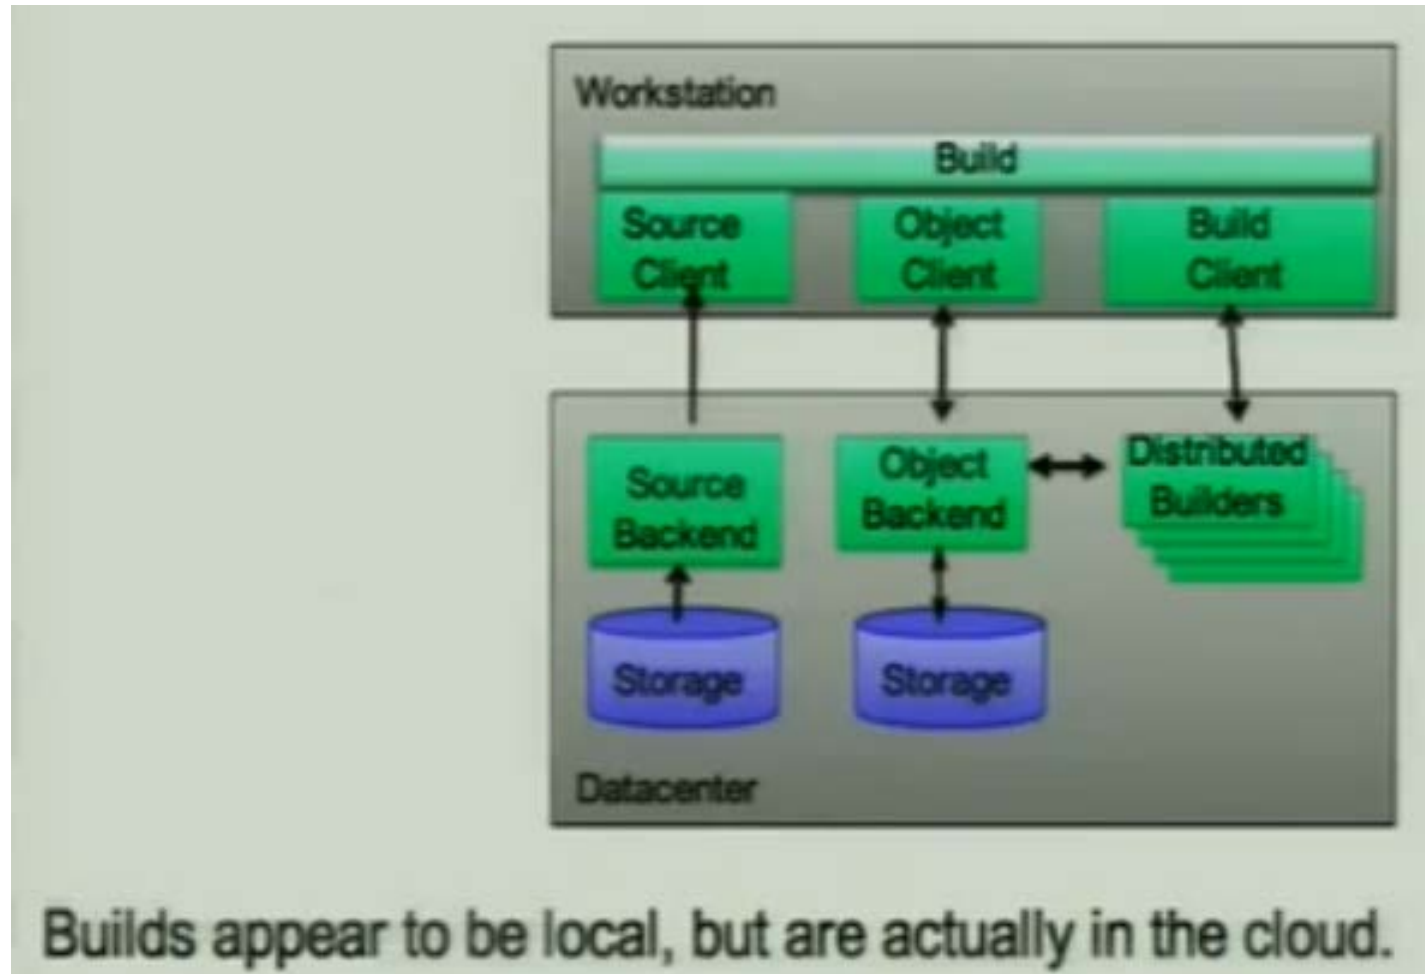 Workstation
Build
Source
Client
Object
Client
Build
Client
Source
Backend
Object
Backend
Distributed
Builders
Storage
Storage
Datacenter
Builds appear to be local, but are actually in the cloud.